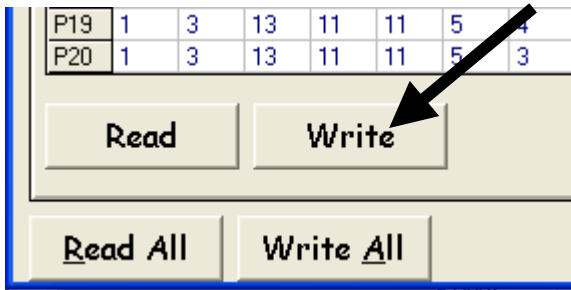 P19 1 3 13 11 11 5 4
P20 1 3 13 11 11 5 3
Read Write
Read All Write All